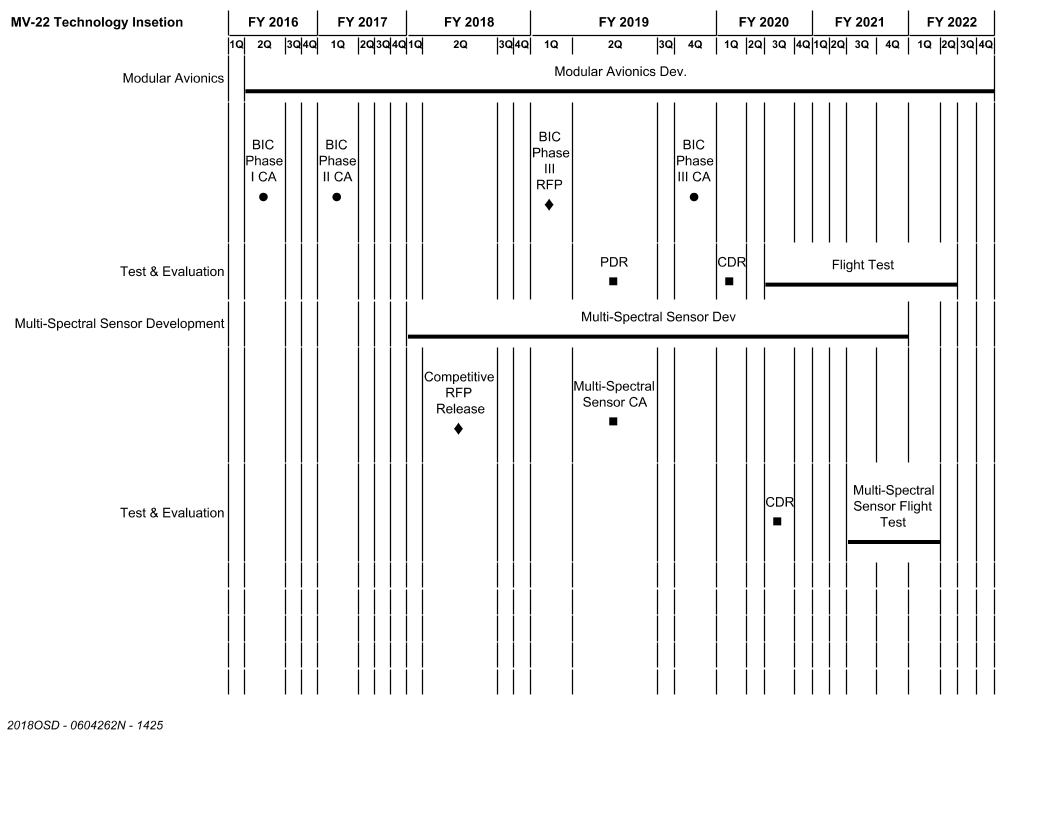 MV-22 Technology Insetion
FY 2016 FY 2017 FY 2018 FY 2019 FY 2020 FY 2021 FY 2022
1Q 2Q 3Q 4Q 1Q 2Q 3Q 4Q 1Q 2Q 3Q 4Q 1Q 2Q 3Q 4Q 1Q 2Q 3Q 4Q 1Q 2Q 3Q 4Q 1Q 2Q 3Q 4Q
Modular Avionics
Modular Avionics Dev.
BIC
Phase
I CA
BIC
Phase
II CA
BIC
Phase
III
RFP
BIC
Phase
III CA
Test & Evaluation
PDR
CDR
Flight Test
Multi-Spectral Sensor Development
Multi-Spectral Sensor Dev
Competitive
RFP
Release
Multi-Spectral
Sensor CA
Test & Evaluation
CDR
Multi-Spectral
Sensor Flight
Test
2018OSD - 0604262N - 1425